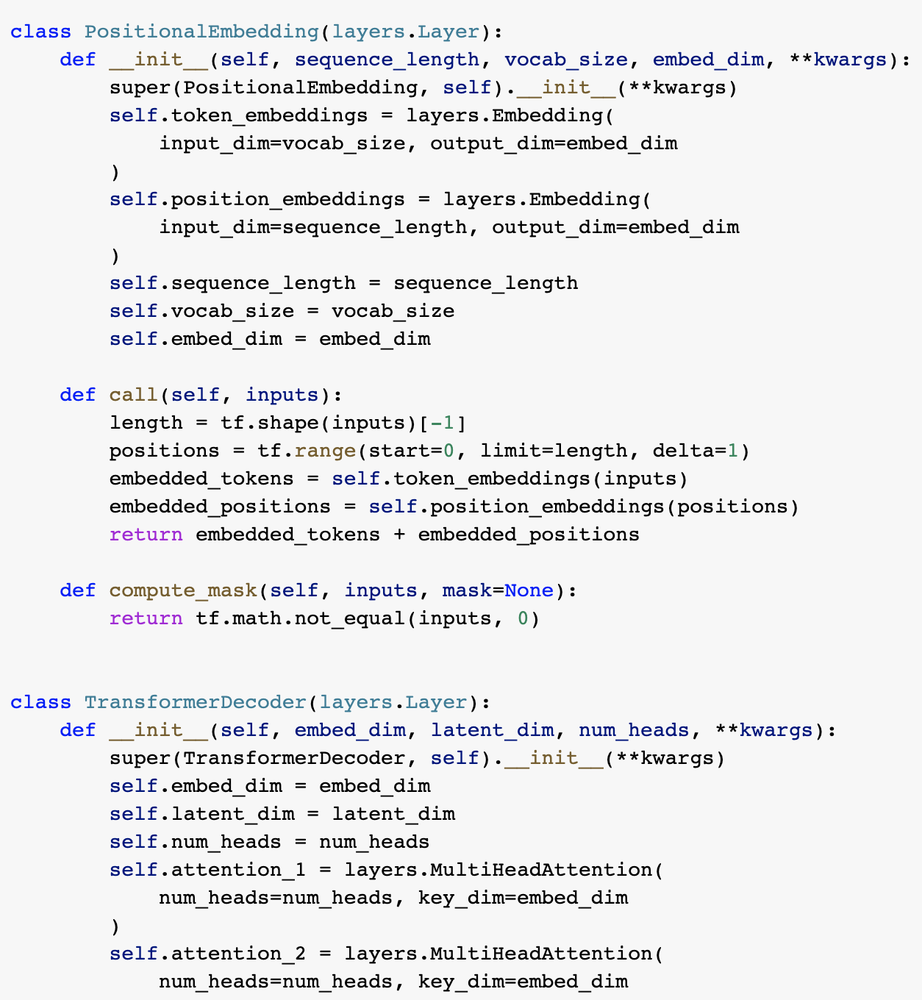 class PositionalEmbedding(layers.Layer):
    def __init__(self, sequence_length, vocab_size, embed_dim, **kwargs):
        super(PositionalEmbedding, self).__init__(**kwargs)
        self.token_embeddings = layers.Embedding(
            input_dim=vocab_size, output_dim=embed_dim
        )
        self.position_embeddings = layers.Embedding(
            input_dim=sequence_length, output_dim=embed_dim
        )
        self.sequence_length = sequence_length
        self.vocab_size = vocab_size
        self.embed_dim = embed_dim

    def call(self, inputs):
        length = tf.shape(inputs)[-1]
        positions = tf.range(start=0, limit=length, delta=1)
        embedded_tokens = self.token_embeddings(inputs)
        embedded_positions = self.position_embeddings(positions)
        return embedded_tokens + embedded_positions

    def compute_mask(self, inputs, mask=None):
        return tf.math.not_equal(inputs, 0)


class TransformerDecoder(layers.Layer):
    def __init__(self, embed_dim, latent_dim, num_heads, **kwargs):
        super(TransformerDecoder, self).__init__(**kwargs)
        self.embed_dim = embed_dim
        self.latent_dim = latent_dim
        self.num_heads = num_heads
        self.attention_1 = layers.MultiHeadAttention(
            num_heads=num_heads, key_dim=embed_dim
        )
        self.attention_2 = layers.MultiHeadAttention(
            num_heads=num_heads, key_dim=embed_dim